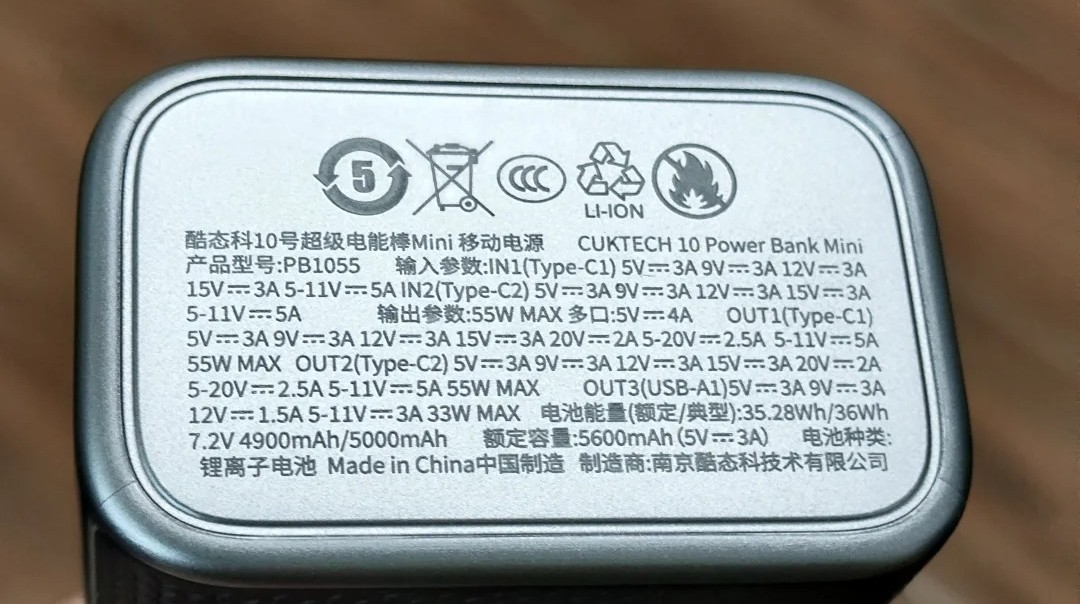 5
LI-ION
酷态科10号超级电能棒Mini 移动电源 CUKTECH 10 Power Bank Mini
产品型号:PB1055 输入参数:IN1(Type-C1) 5V⎓3A 9V⎓3A 12V⎓3A
15V⎓3A 5-11V⎓5A IN2(Type-C2) 5V⎓3A 9V⎓3A 12V⎓3A 15V⎓3A
5-11V⎓5A 输出参数:55W MAX 多口:5V⎓4A OUT1(Type-C1)
5V⎓3A 9V⎓3A 12V⎓3A 15V⎓3A 20V⎓2A 5-20V⎓2.5A 5-11V⎓5A
55W MAX OUT2(Type-C2) 5V⎓3A 9V⎓3A 12V⎓3A 15V⎓3A 20V⎓2A
5-20V⎓2.5A 5-11V⎓5A 55W MAX OUT3(USB-A1)5V⎓3A 9V⎓3A
12V⎓1.5A 5-11V⎓3A 33W MAX 电池能量(额定/典型):35.28Wh/36Wh
7.2V 4900mAh/5000mAh 额定容量:5600mAh (5V⎓3A) 电池种类:
锂离子电池 Made in China中国制造 制造商:南京酷态科技术有限公司